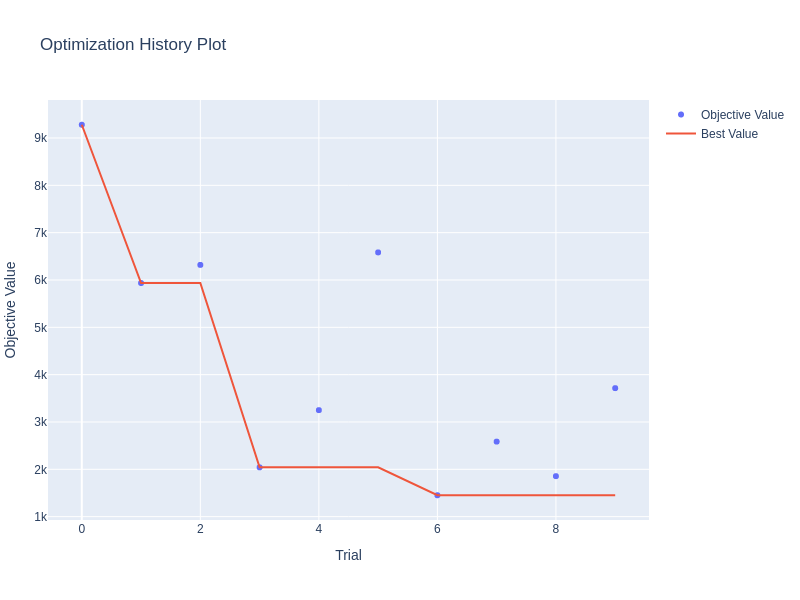 Optimization History Plot
Objective Value
Best Value
9k
8k
7k
6k
5k
4k
3k
2k
1k
Objective Value
0 2 4 6 8
Trial